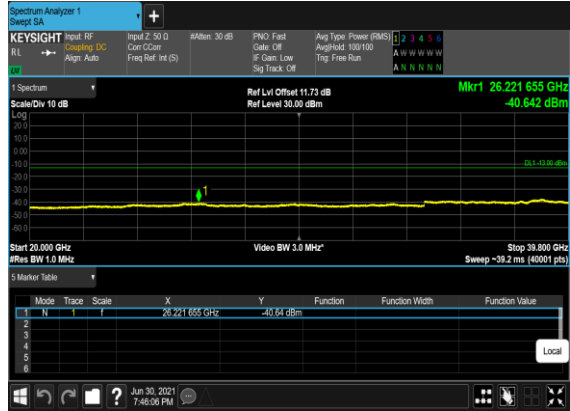 Spectrum Analyzer 1
Swept SA
+
KEYSIGHT Input: RF Input Z: 50 Ω #Atten: 30 dB PNO: Fast Avg Type: Power (RMS) 1 2 3 4 5 6
RL Coupling: DC Corr CCorr Gate: Off Avg|Hold: 100/100 A W W W W W
Align: Auto Freq Ref: Int (S) IF Gain: Low Trig: Free Run
Sig Track: Off A N N N N N
LV
1 Spectrum Ref Lvl Offset 11.73 dB Mkr1 26.221 655 GHz
Scale/Div 10 dB Ref Level 30.00 dBm -40.642 dBm
Log
20.0
10.0
0.00
-10.0 DL1 -13.00 dBm
-20.0
-30.0 1
-40.0
-50.0
-60.0
Start 20.000 GHz Video BW 3.0 MHz* Stop 39.800 GHz
#Res BW 1.0 MHz Sweep ~39.2 ms (40001 pts)
5 Marker Table
Mode Trace Scale X Y Function Function Width Function Value
1 N 1 f 26.221 655 GHz -40.64 dBm
2
3
4
5
6
Local
? Jun 30, 2021
7:46:06 PM